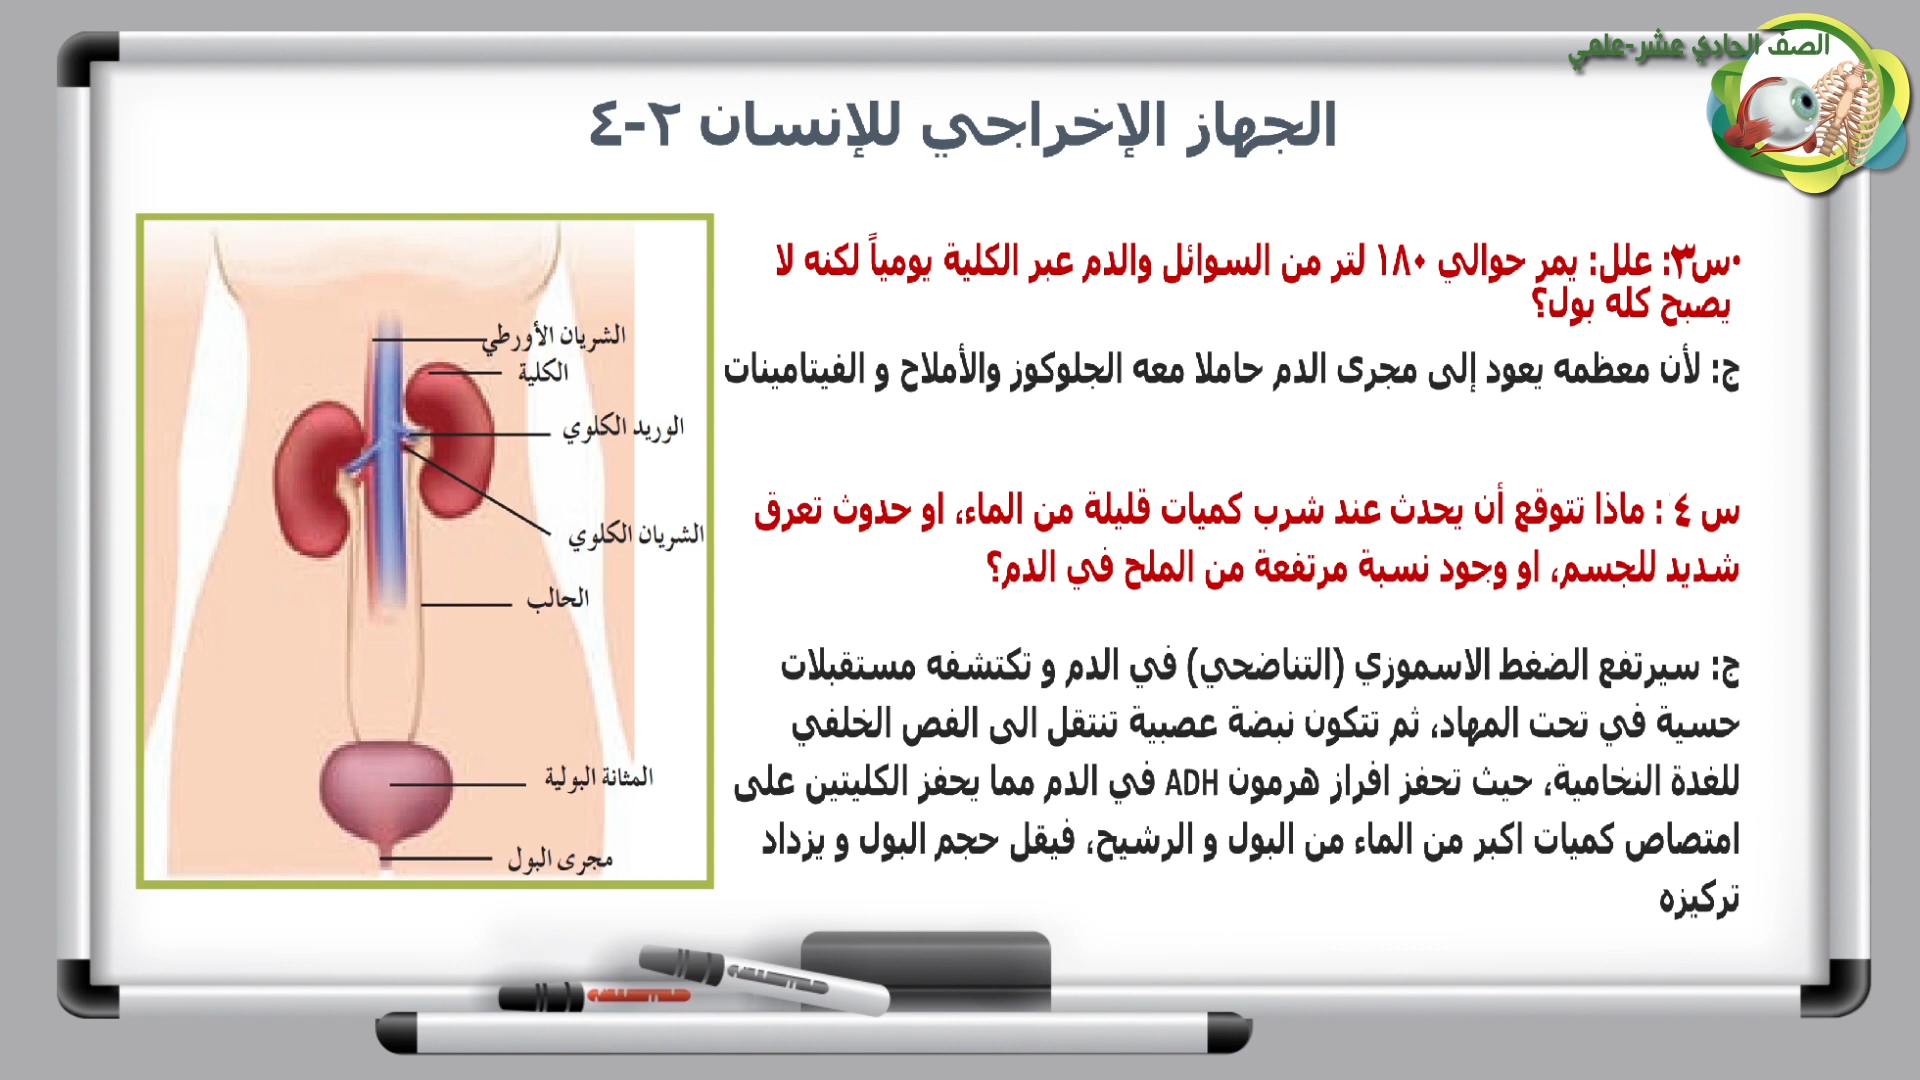 الصف الحادي عشر-علمي
الجهاز الإخراجي للإنسان ٢-٤
•س٣: علل: يمر حوالي ١٨٠ لتر من السوائل والدم عبر الكلية يومياً لكنه لا
يصبح كله بول؟
ج: لأن معظمه يعود إلى مجرى الدم حاملا معه الجلوكوز والأملاح و الفيتامينات
س ٤ : ماذا تتوقع أن يحدث عند شرب كميات قليلة من الماء، او حدوث تعرق
شديد للجسم، او وجود نسبة مرتفعة من الملح في الدم؟
ج: سيرتفع الضغط الاسموزي (التناضحي) في الدم و تكتشفه مستقبلات
حسية في تحت المهاد، ثم تتكون نبضة عصبية تنتقل الى الفص الخلفي
للغدة النخامية، حيث تحفز افراز هرمون ADH في الدم مما يحفز الكليتين على
امتصاص كميات اكبر من الماء من البول و الرشيح، فيقل حجم البول و يزداد
تركيزه
الشريان الأورطي
الكلية
الوريد الكلوي
الشريان الكلوي
الحالب
المثانة البولية
مجرى البول